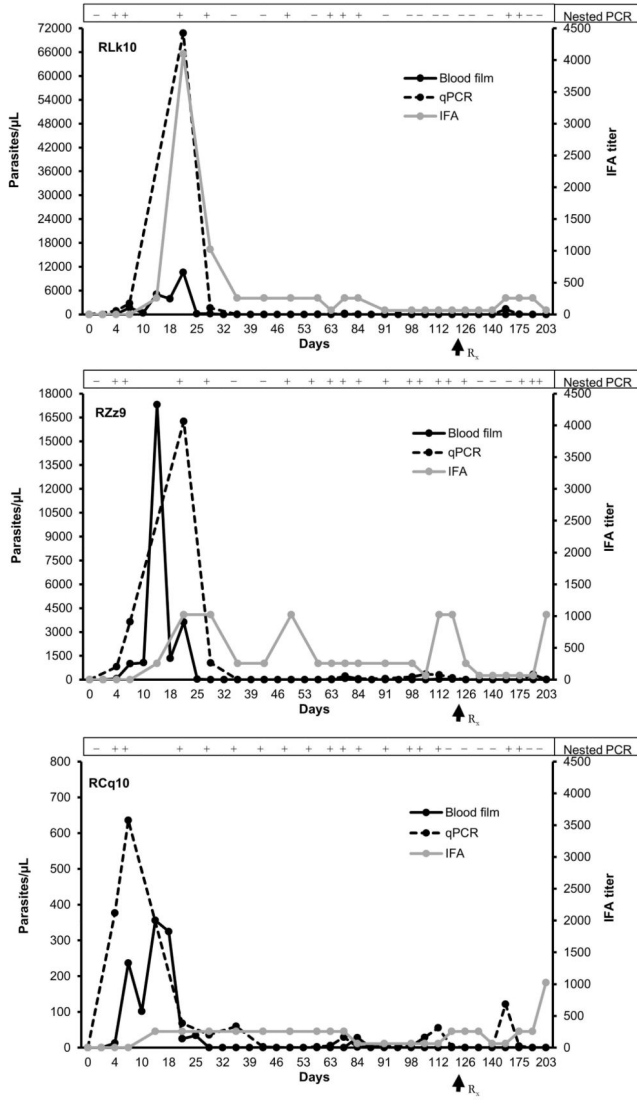 − + + + − − − − − − + + − − − − − − − + + − − Nested PCR
RLk10
Blood film
qPCR
IFA
Parasites/µL
72000
66000
60000
54000
48000
42000
36000
30000
24000
18000
12000
6000
0
4500
4000
3500
3000
2500
2000
1500
1000
500
0
IFA titer
0 4 10 18 25 32 39 46 53 63 84 91 98 112 126 140 175 203
Days
Rx
Nested PCR
RZz9
Blood film
qPCR
IFA
Parasites/µL
18000
16500
15000
13500
12000
10500
9000
7500
6000
4500
3000
1500
0
4500
4000
3500
3000
2500
2000
1500
1000
500
0
IFA titer
0 4 10 18 25 32 39 46 53 63 84 91 98 112 126 140 175 203
Days
Rx
Nested PCR
RCq10
Blood film
qPCR
IFA
Parasites/µL
800
700
600
500
400
300
200
100
0
4500
4000
3500
3000
2500
2000
1500
1000
500
0
IFA titer
0 4 10 18 25 32 39 46 53 63 84 91 98 112 126 140 175 203
Days
Rx